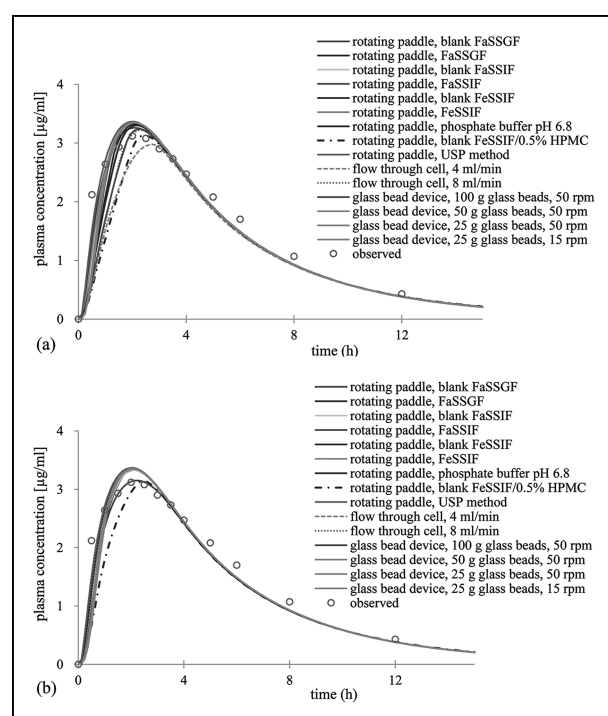 rotating paddle, blank FaSSGF
rotating paddle, FaSSGF
rotating paddle, blank FaSSIF
rotating paddle, FaSSIF
rotating paddle, blank FeSSIF
rotating paddle, FeSSIF
rotating paddle, phosphate buffer pH 6.8
rotating paddle, blank FeSSIF/0.5% HPMC
rotating paddle, USP method
flow through cell, 4 ml/min
flow through cell, 8 ml/min
glass bead device, 100 g glass beads, 50 rpm
glass bead device, 50 g glass beads, 50 rpm
glass bead device, 25 g glass beads, 50 rpm
glass bead device, 25 g glass beads, 15 rpm
observed
plasma concentration [µg/ml]
4
3
2
1
0
0 4 8 12
time (h)
(a)
rotating paddle, blank FaSSGF
rotating paddle, FaSSGF
rotating paddle, blank FaSSIF
rotating paddle, FaSSIF
rotating paddle, blank FeSSIF
rotating paddle, FeSSIF
rotating paddle, phosphate buffer pH 6.8
rotating paddle, blank FeSSIF/0.5% HPMC
rotating paddle, USP method
flow through cell, 4 ml/min
flow through cell, 8 ml/min
glass bead device, 100 g glass beads, 50 rpm
glass bead device, 50 g glass beads, 50 rpm
glass bead device, 25 g glass beads, 50 rpm
glass bead device, 25 g glass beads, 15 rpm
observed
plasma concentration [µg/ml]
4
3
2
1
0
0 4 8 12
time (h)
(b)